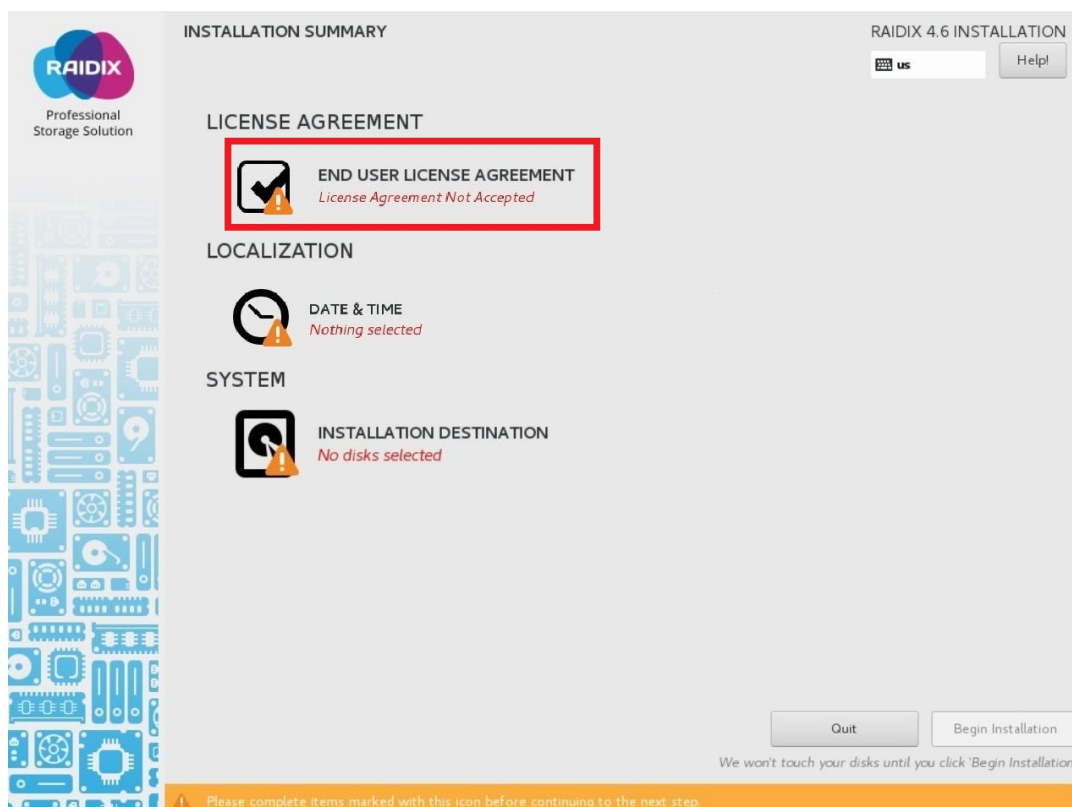 RAIDIX
Professional
Storage Solution
INSTALLATION SUMMARY
RAIDIX 4.6 INSTALLATION
us
Help!
LICENSE AGREEMENT
END USER LICENSE AGREEMENT
License Agreement Not Accepted
LOCALIZATION
DATE & TIME
Nothing selected
SYSTEM
INSTALLATION DESTINATION
No disks selected
Quit
Begin Installation
We won't touch your disks until you click 'Begin Installation
Please complete items marked with this icon before continuing to the next step.